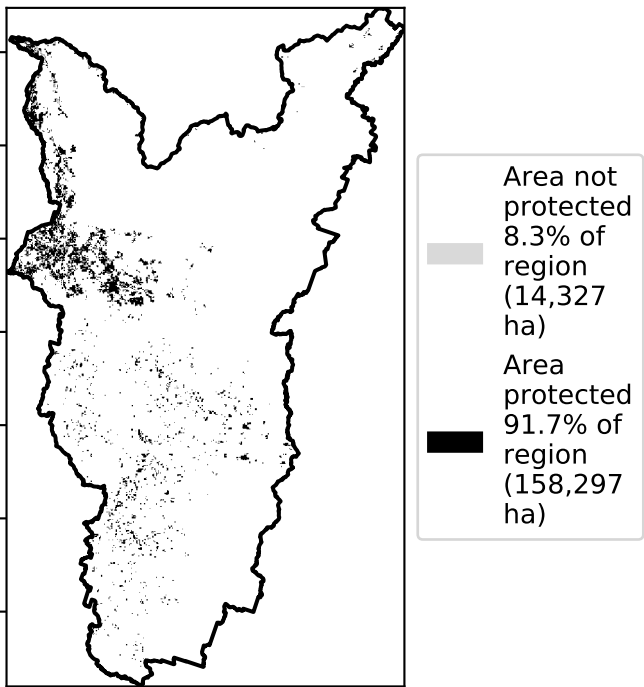 Area not
protected
8.3% of
region
(14,327
ha)
Area
protected
91.7% of
region
(158,297
ha)